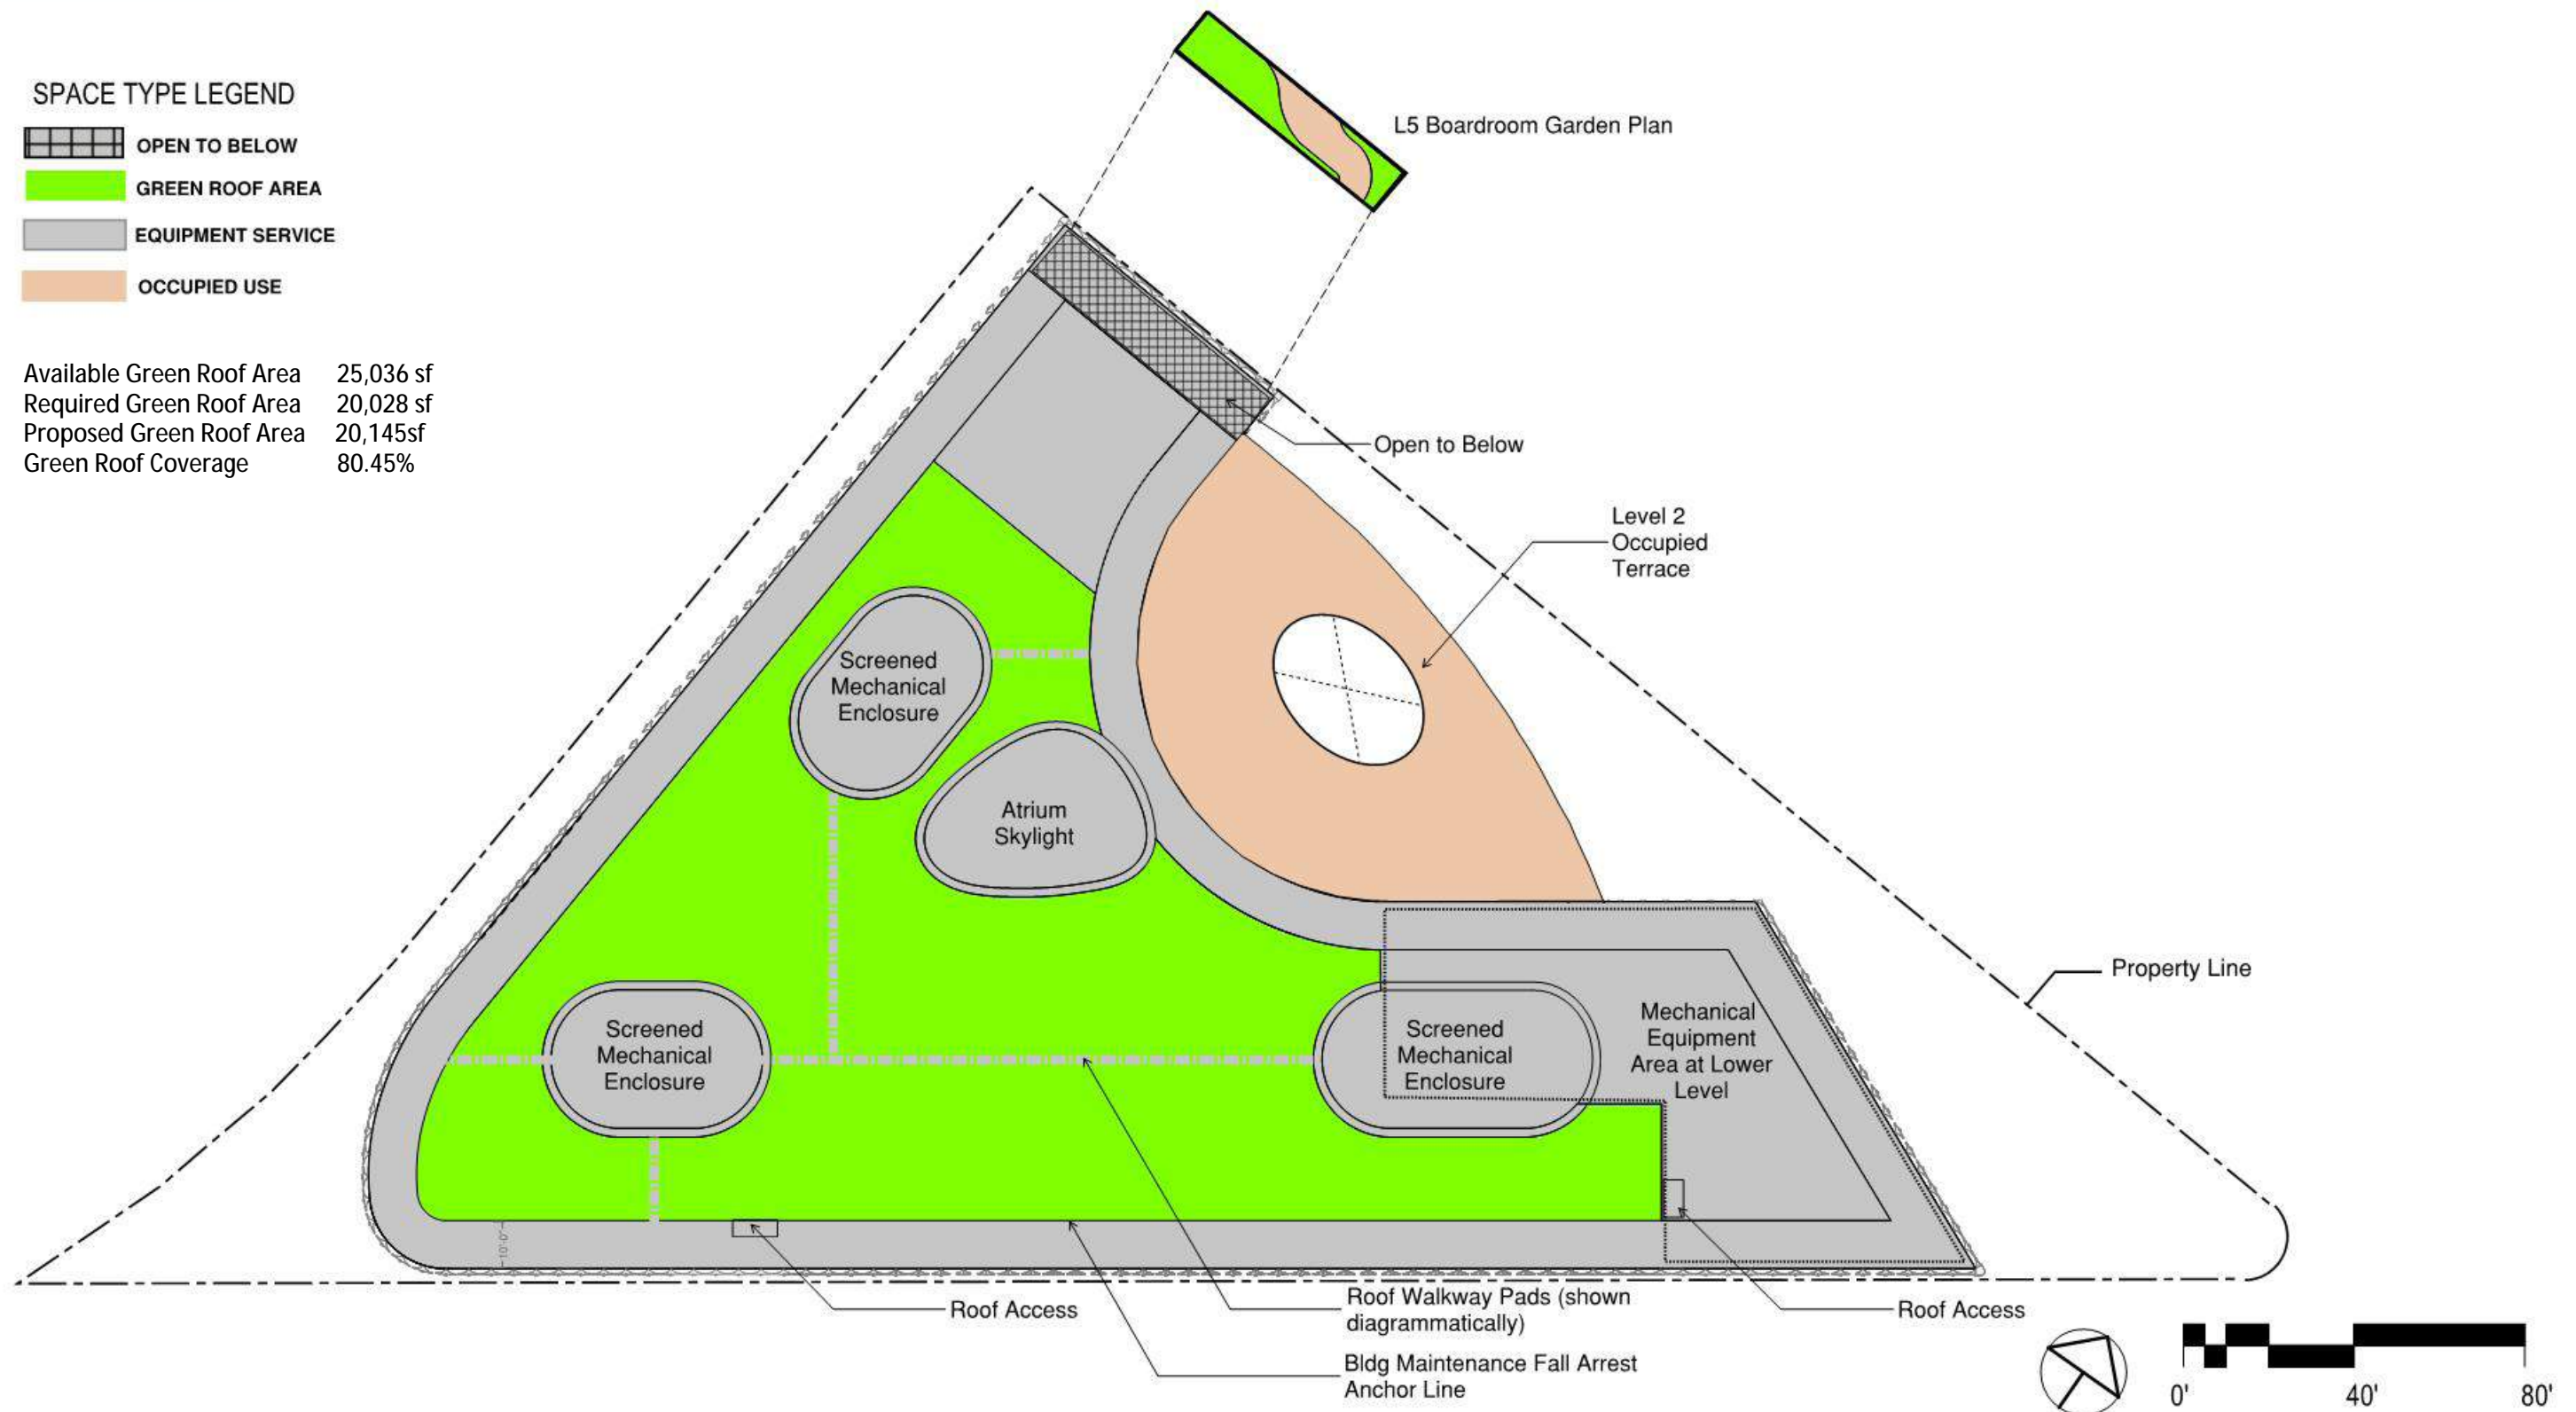 SPACE TYPE LEGEND
OPEN TO BELOW
GREEN ROOF AREA
EQUIPMENT SERVICE
OCCUPIED USE
Available Green Roof Area 25,036 sf
Required Green Roof Area 20,028 sf
Proposed Green Roof Area 20,145sf
Green Roof Coverage 80.45%
L5 Boardroom Garden Plan
Open to Below
Level 2
Occupied
Terrace
Screened
Mechanical
Enclosure
Atrium
Skylight
Property Line
Screened
Mechanical
Enclosure
Screened
Mechanical
Enclosure
Mechanical
Equipment
Area at Lower
Level
10'-0"
Roof Access
Roof Walkway Pads (shown
diagrammatically)
Bldg Maintenance Fall Arrest
Anchor Line
Roof Access
0' 40' 80'